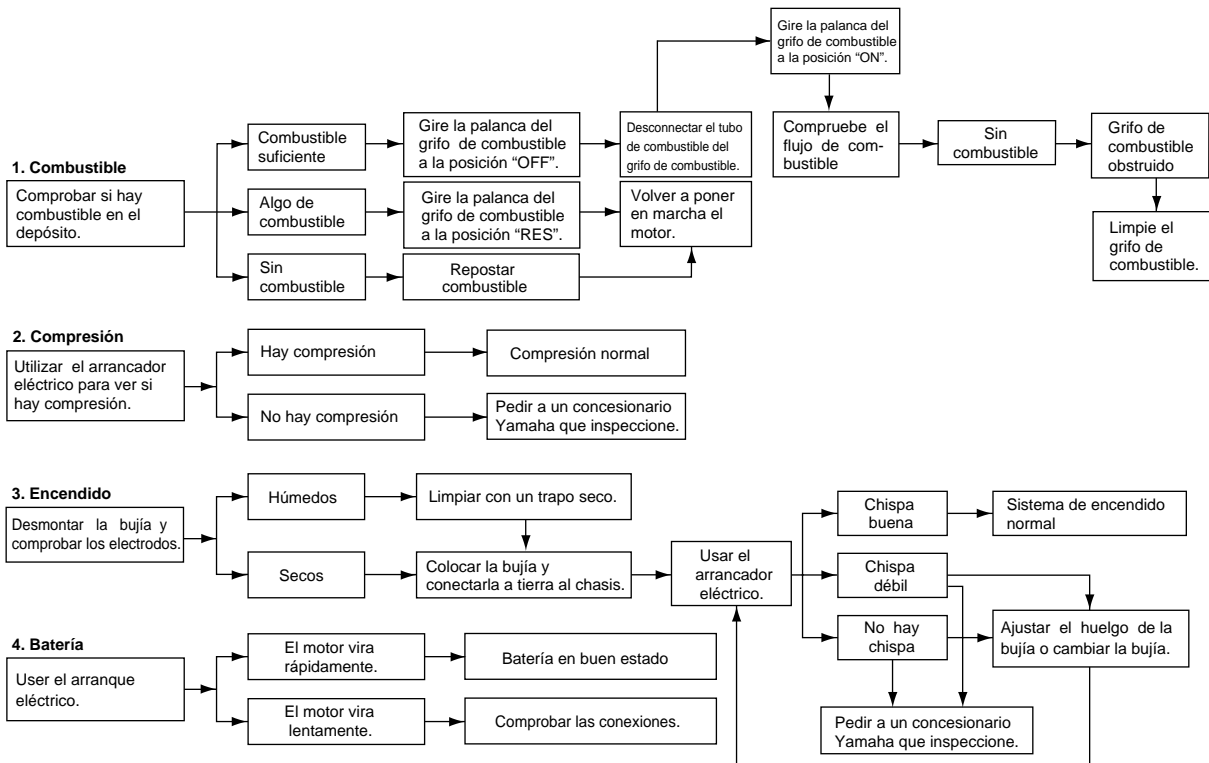 1. Combustible
Comprobar si hay
combustible en el
depósito.
Combustible
suficiente
Gire la palanca del
grifo de combustible
a la posición “OFF”.
Desconnectar el tubo
de combustible del
grifo de combustible.
Gire la palanca del
grifo de combustible
a la posición “ON”.
Compruebe el
flujo de com-
bustible
Sin
combustible
Grifo de
combustible
obstruido
Limpie el
grifo de
combustible.
Algo de
combustible
Gire la palanca del
grifo de combustible
a la posición “RES”.
Volver a poner
en marcha el
motor.
Sin
combustible
Repostar
combustible
2. Compresión
Utilizar el arrancador
eléctrico para ver si
hay compresión.
Hay compresión
Compresión normal
No hay compresión
Pedir a un concesionario
Yamaha que inspeccione.
3. Encendido
Desmontar la bujía y
comprobar los electrodos.
Húmedos
Limpiar con un trapo seco.
Secos
Colocar la bujía y
conectarla a tierra al chasis.
Usar el
arrancador
eléctrico.
Chispa
buena
Sistema de encendido
normal
Chispa
débil
No hay
chispa
Ajustar el huelgo de la
bujía o cambiar la bujía.
Pedir a un concesionario
Yamaha que inspeccione.
4. Batería
User el arranque
eléctrico.
El motor vira
rápidamente.
Batería en buen estado
El motor vira
lentamente.
Comprobar las conexiones.